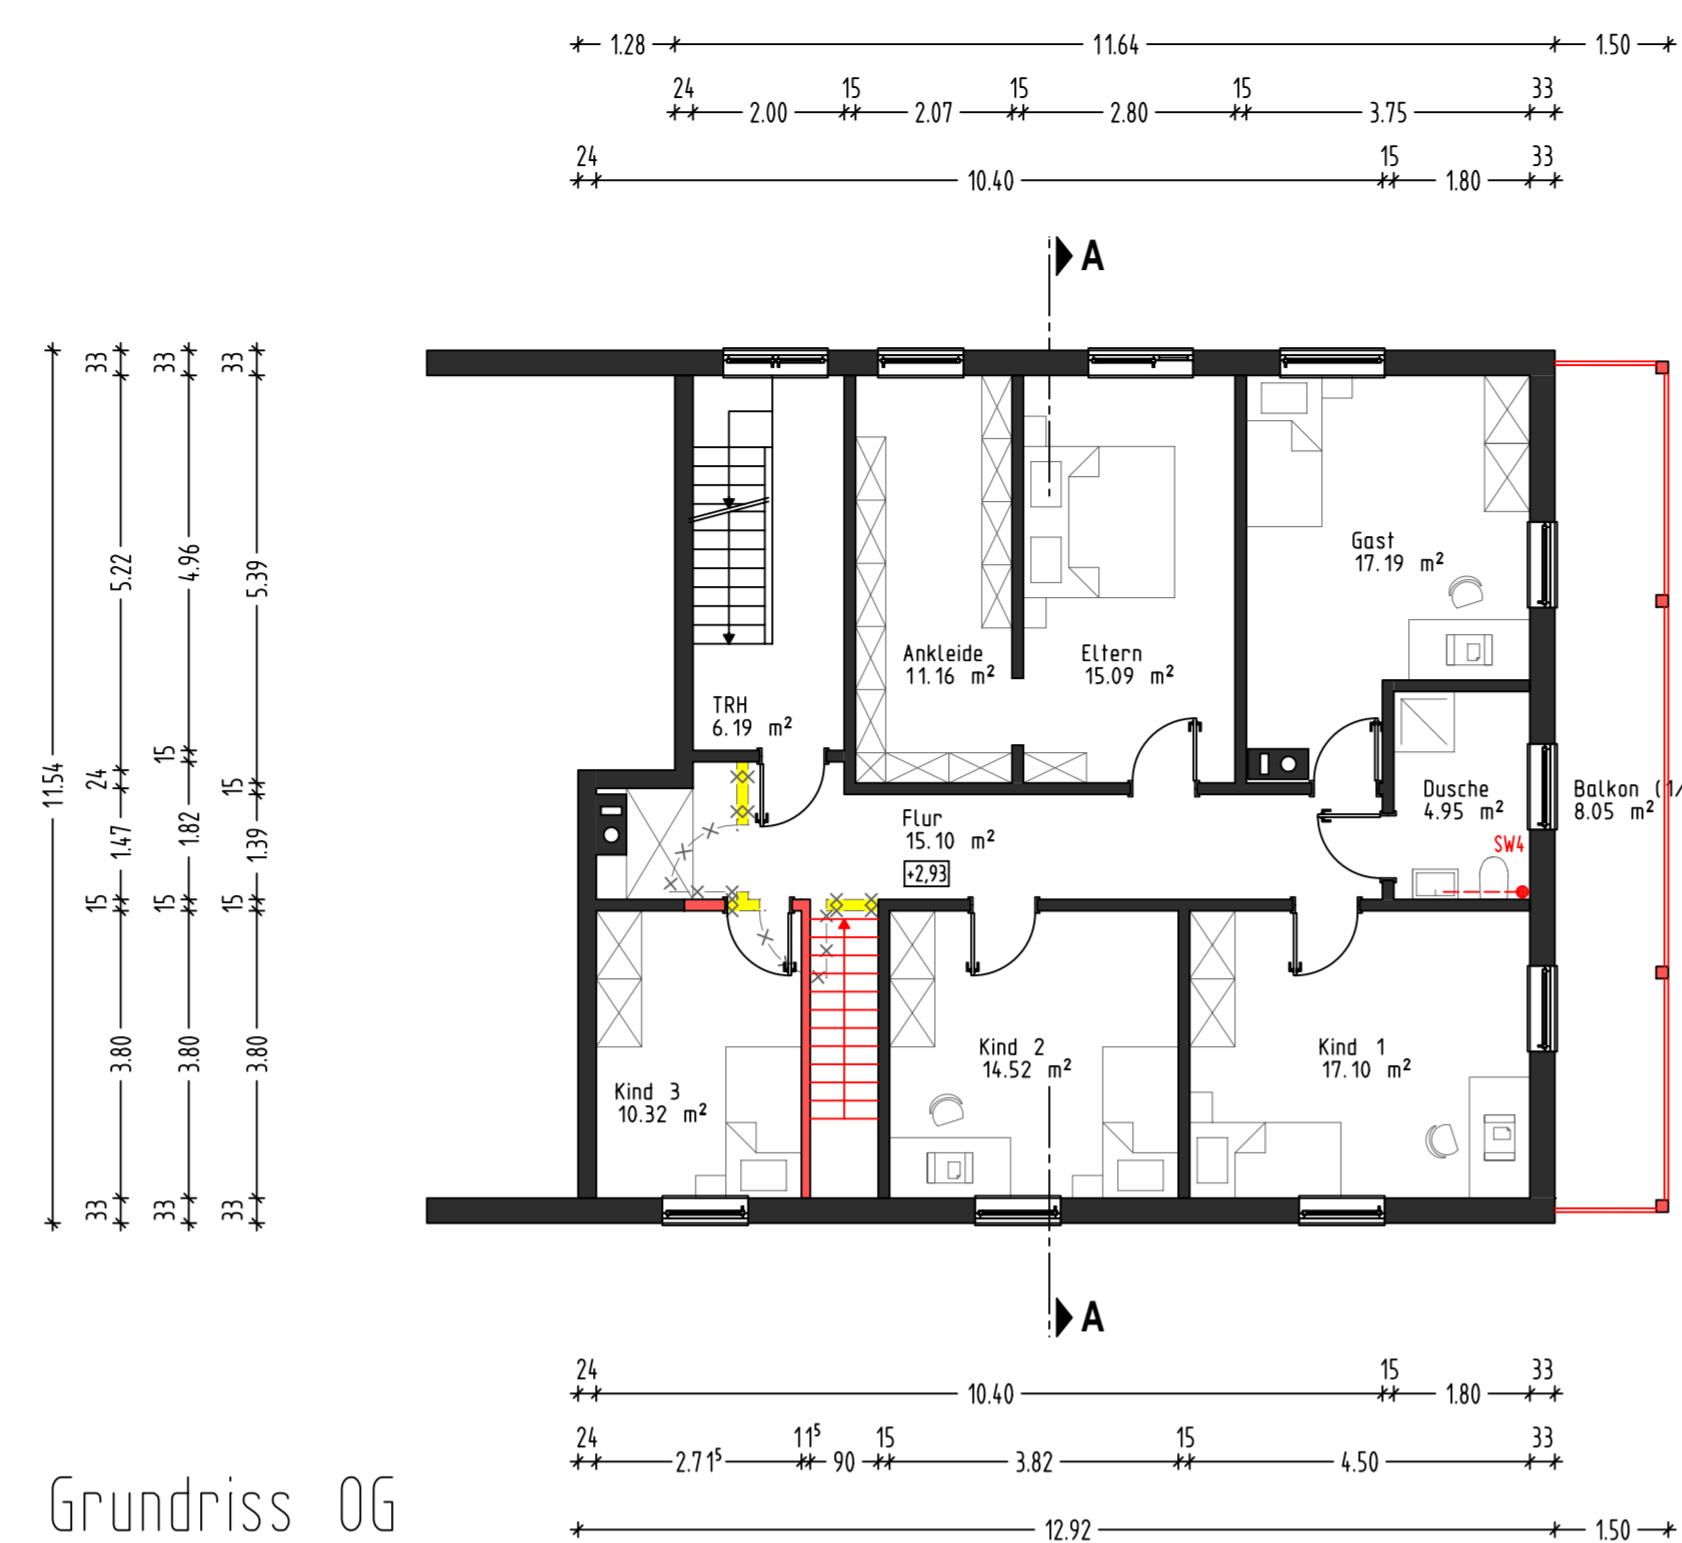 1.28 11.64 1.50
24 15 15 15 33
2.00 2.07 2.80 3.75
24 15 33
10.40 1.80
A
33 33 33
11.54
5.22 4.96 5.39
24 15 15
1.47 1.82 1.39
15 15 15
3.80 3.80 3.80
33 33 33
Gast
17.19 m²
Ankleide
11.16 m²
Eltern
15.09 m²
TRH
6.19 m²
Flur
15.10 m²
+2,93
Dusche
4.95 m²
SW4
Balkon (1/
8.05 m²
Kind 3
10.32 m²
Kind 2
14.52 m²
Kind 1
17.10 m²
A
24 15 33
10.40 1.80
24 11⁵ 15 15 33
2.71⁵ 90 3.82 4.50
12.92 1.50
Grundriss OG